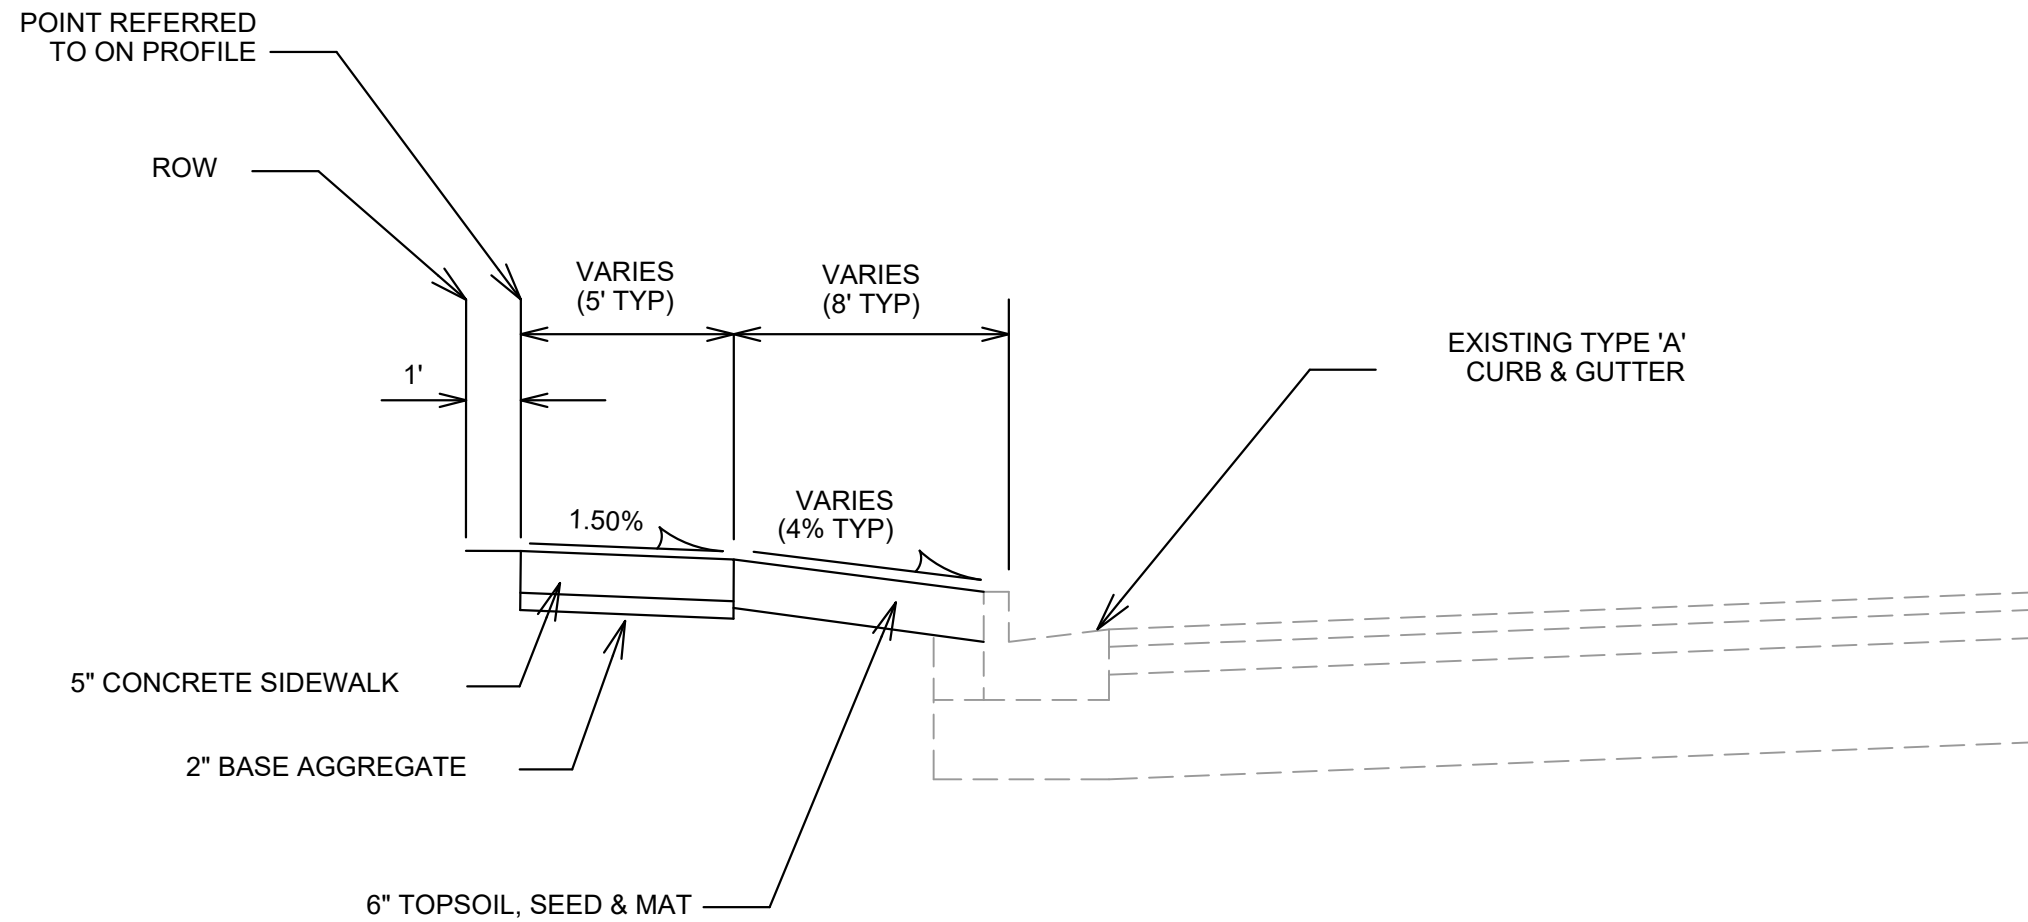 POINT REFERRED
TO ON PROFILE
ROW
VARIES
(5' TYP)
VARIES
(8' TYP)
EXISTING TYPE 'A'
CURB & GUTTER
1'
1.50%
VARIES
(4% TYP)
5" CONCRETE SIDEWALK
2" BASE AGGREGATE
6" TOPSOIL, SEED & MAT